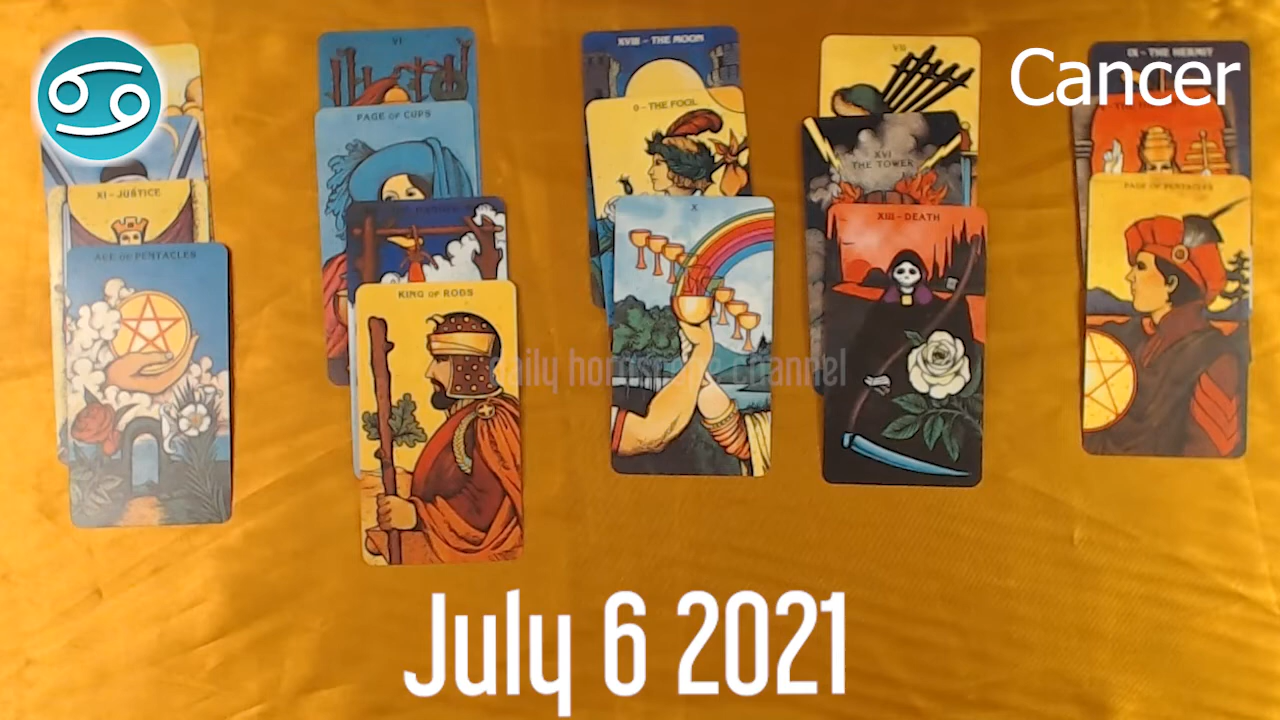 Cancer
VI
PAGE OF CUPS
KING OF RODS
XI - JUSTICE
ACE OF PENTACLES
XVIII - THE MOON
0 - THE FOOL
X
VII
XVI
THE TOWER
XIII - DEATH
IX - THE HERMIT
PAGE OF PENTACLES
daily horoscope channel
July 6 2021